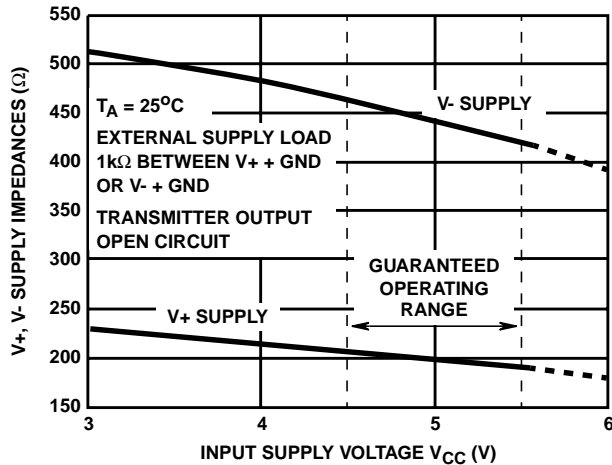 550
500
450
400
350
300
250
200
150
V+, V- SUPPLY IMPEDANCES (Ω)
T_A = 25°C
EXTERNAL SUPPLY LOAD
1kΩ BETWEEN V+ + GND
OR V- + GND
TRANSMITTER OUTPUT
OPEN CIRCUIT
V- SUPPLY
GUARANTEED
OPERATING
RANGE
V+ SUPPLY
3
4
5
6
INPUT SUPPLY VOLTAGE V_CC (V)